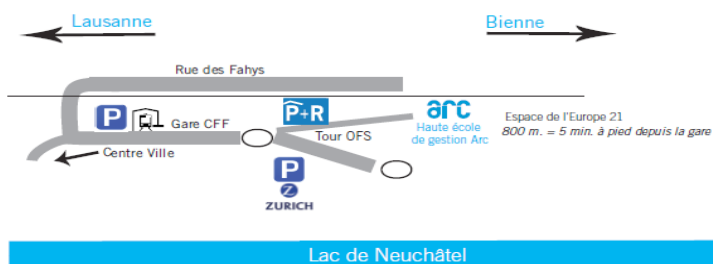 Lausanne
Bienne
Rue des Fahys
P
Gare CFF
P+R
Tour OFS
arc
Haute école
de gestion Arc
Espace de l'Europe 21
800 m. = 5 min. à pied depuis la gare
Centre Ville
P
Z
ZURICH
Lac de Neuchâtel